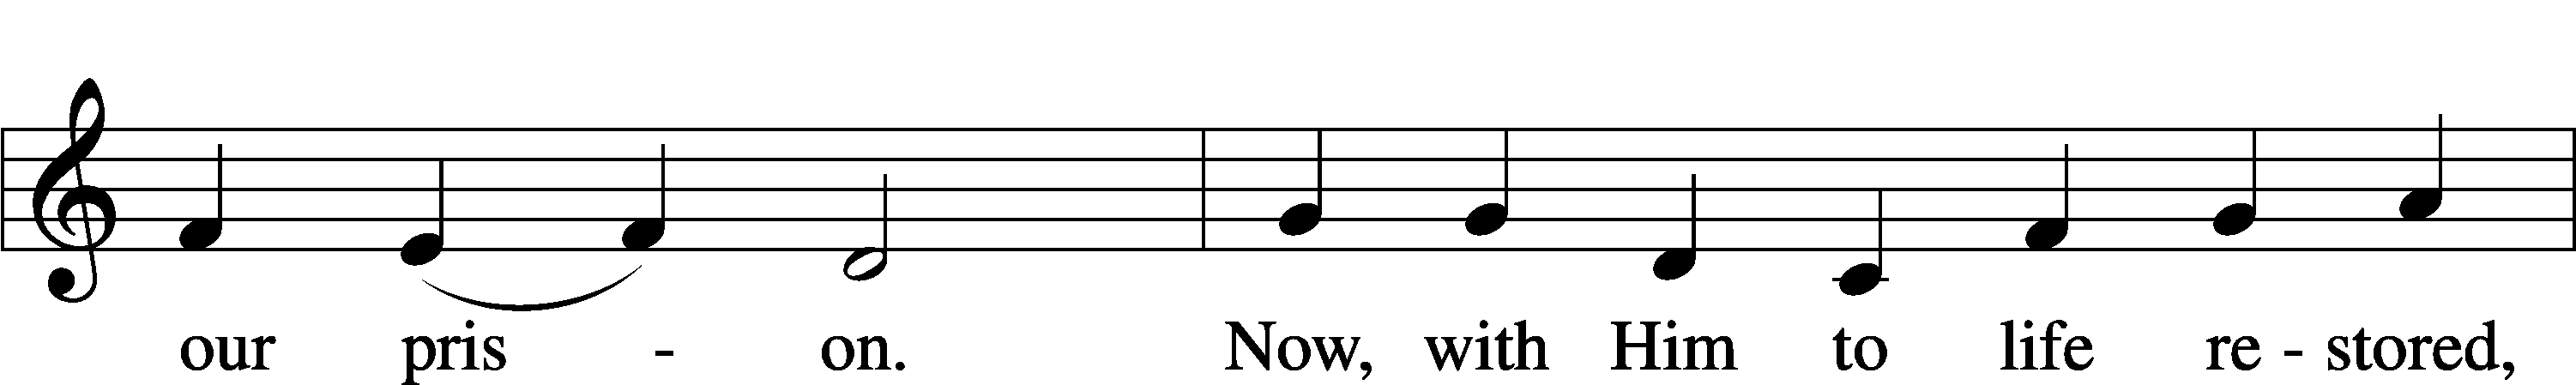 our pris - on. Now, with Him to life re - stored,